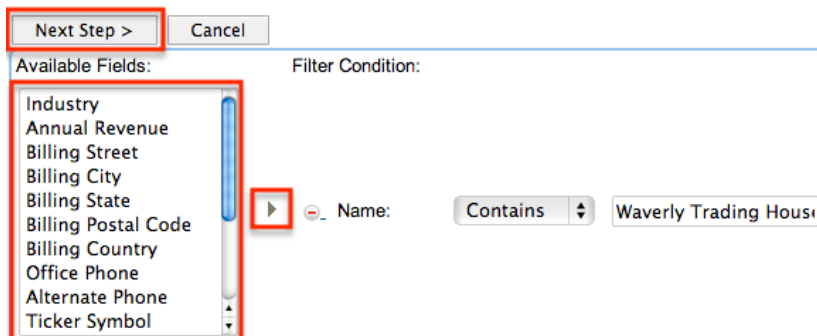 Next Step > Cancel
Available Fields: Filter Condition:
Industry
Annual Revenue
Billing Street
Billing City
Billing State
Billing Postal Code
Billing Country
Office Phone
Alternate Phone
Ticker Symbol
Name: Contains Waverly Trading